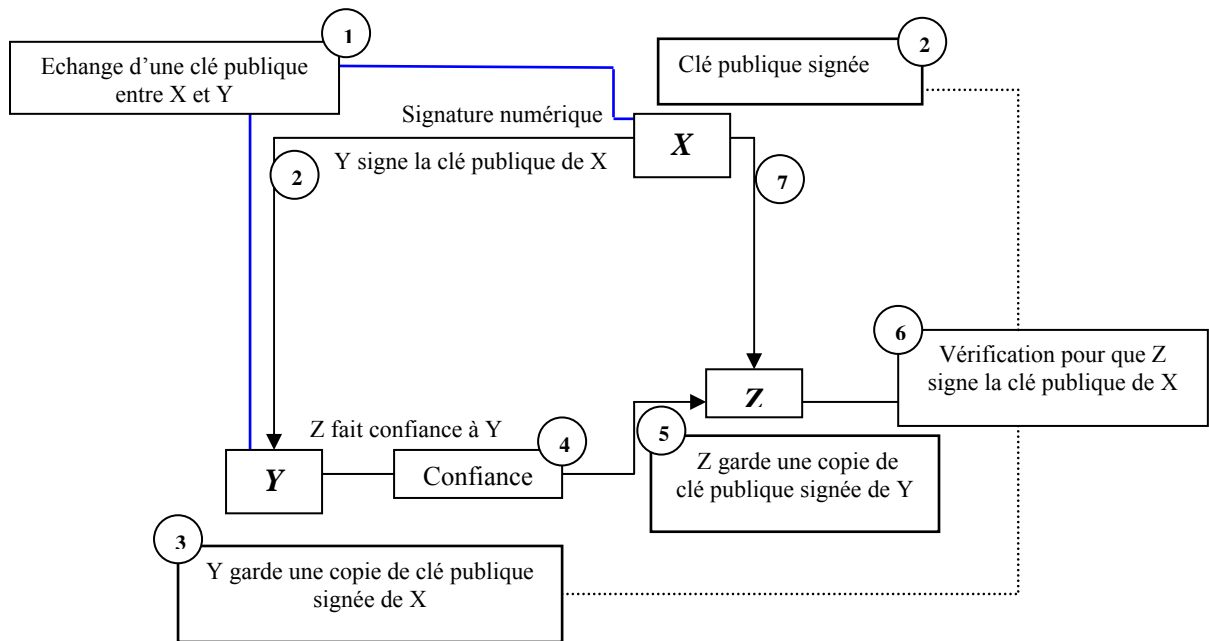 1
Echange d'une clé publique
entre X et Y
2
Clé publique signée
Signature numérique
X
Y signe la clé publique de X
2
7
6
Vérification pour que Z
signe la clé publique de X
Z
Z fait confiance à Y
4
5
Y
Confiance
Z garde une copie de
clé publique signée de Y
3
Y garde une copie de clé publique
signée de X